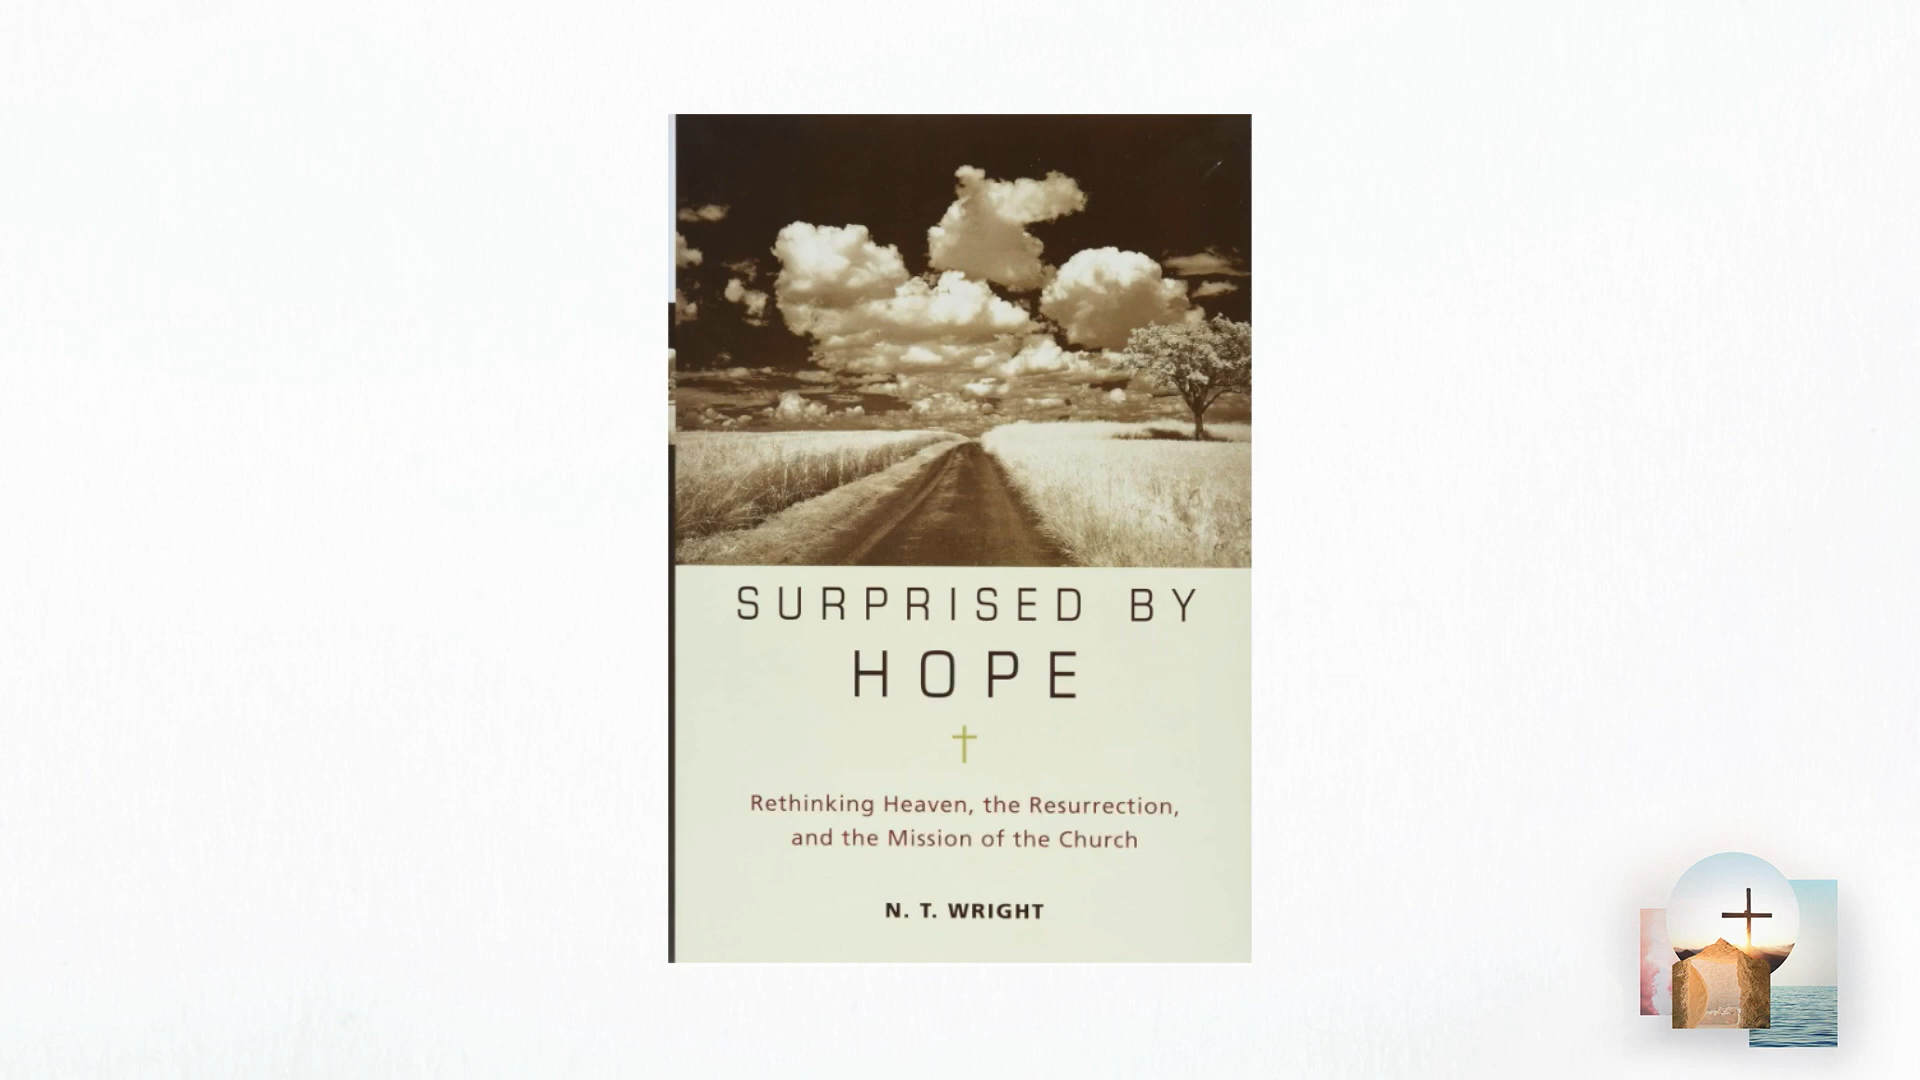 SURPRISED BY
HOPE
Rethinking Heaven, the Resurrection,
and the Mission of the Church
N. T. WRIGHT